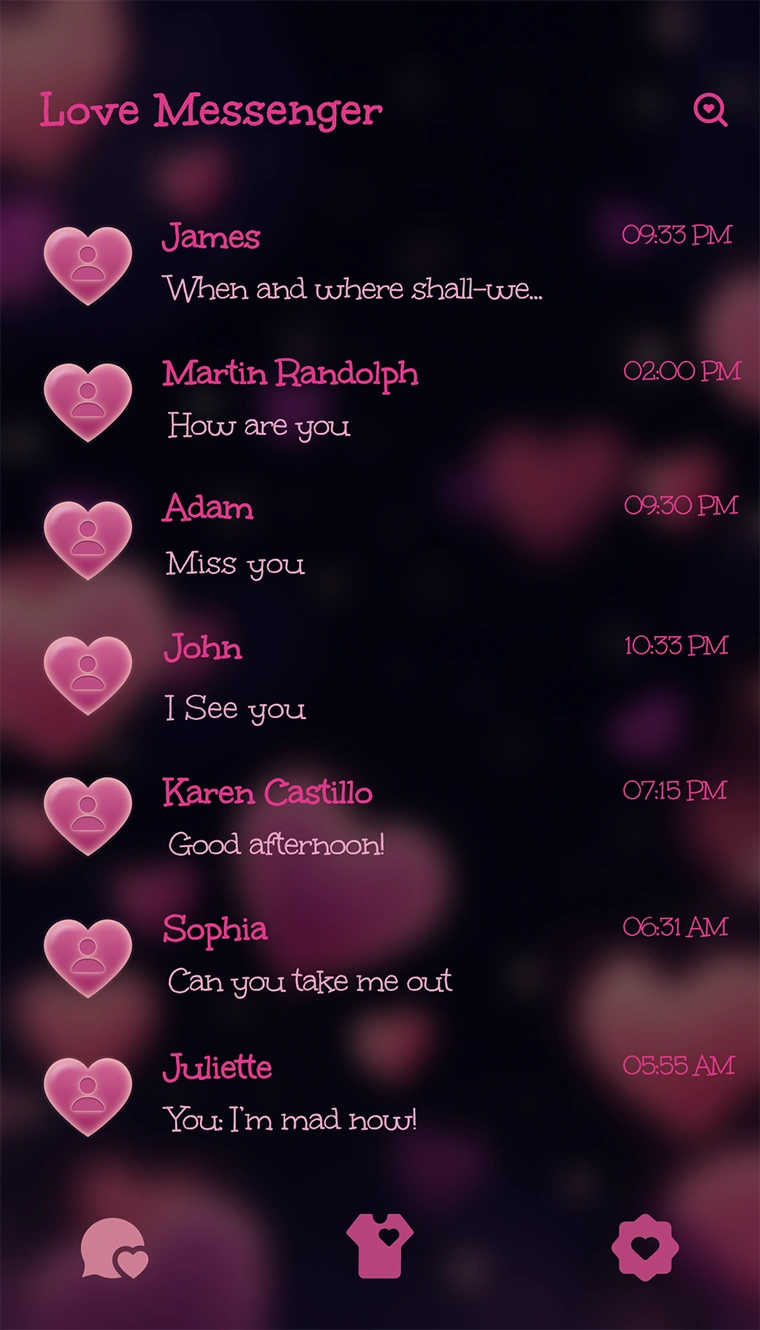 Love Messenger
James 09:33 PM
When and where shall-we...
Martin Randolph 02:00 PM
How are you
Adam 09:30 PM
Miss you
John 10:33 PM
I See you
Karen Castillo 07:15 PM
Good afternoon!
Sophia 06:31 AM
Can you take me out
Juliette 05:55 AM
You: I'm mad now!